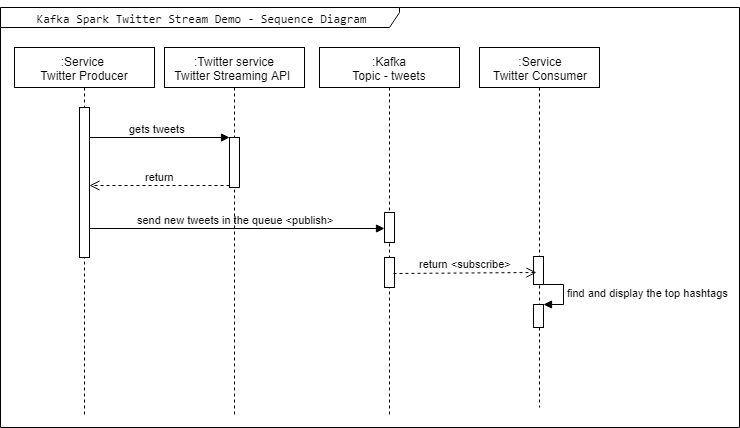 Kafka Spark Twitter Stream Demo - Sequence Diagram
:Service
Twitter Producer
:Twitter service
Twitter Streaming API
:Kafka
Topic - tweets
:Service
Twitter Consumer
gets tweets
return
send new tweets in the queue <publish>
return <subscribe>
find and display the top hashtags